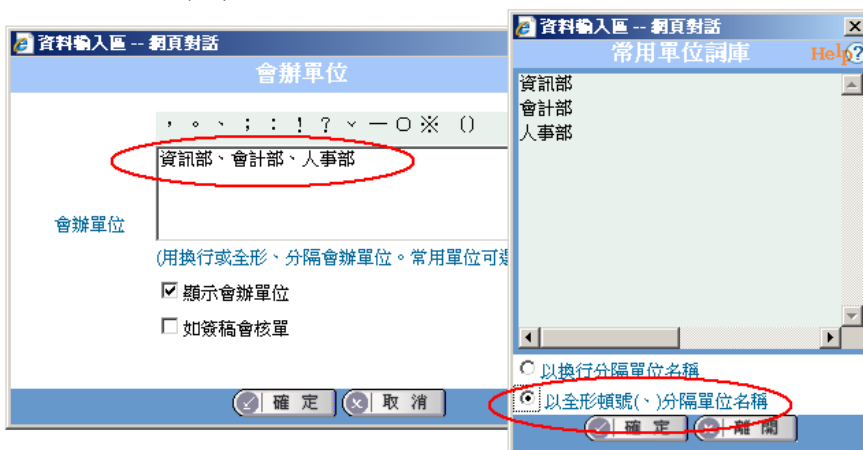 資料輸入區 -- 網頁對話
會辦單位
，。、；：！？ˇ—○※ ()
資訊部、會計部、人事部
會辦單位
(用換行或全形、分隔會辦單位。常用單位可
顯示會辦單位
如簽稿會核單
確定
取消
資料輸入區 -- 網頁對話
常用單位詞庫
Help?
資訊部
會計部
人事部
以換行分隔單位名稱
以全形頓號(、)分隔單位名稱
確定
離開